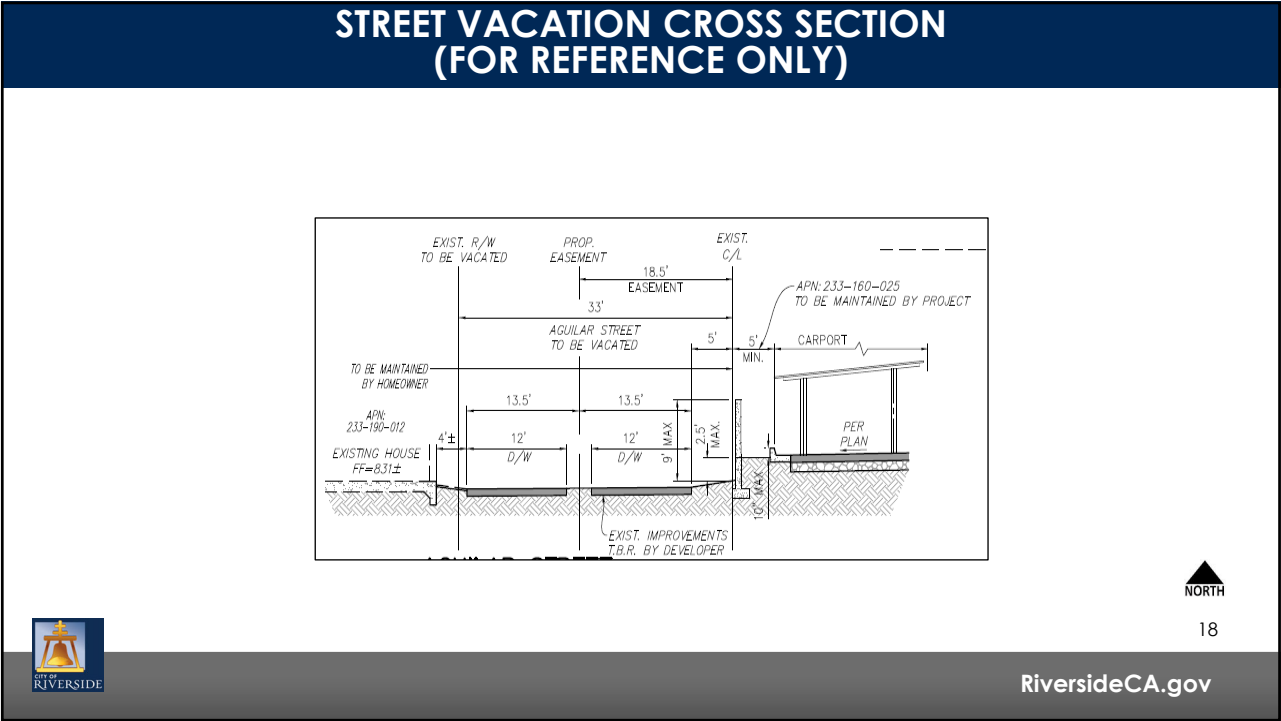 STREET VACATION CROSS SECTION
(FOR REFERENCE ONLY)
EXIST. R/W
TO BE VACATED
PROP.
EASEMENT
EXIST.
C/L
18.5'
EASEMENT
33'
AGUILAR STREET
TO BE VACATED
5'
5'
MIN.
APN: 233-160-025
TO BE MAINTAINED BY PROJECT
CARPORT
TO BE MAINTAINED
BY HOMEOWNER
13.5'
13.5'
APN:
233-190-012
4'±
12'
D/W
12'
D/W
9' MAX
2.5'
MAX.
PER
PLAN
EXISTING HOUSE
FF=831±
10" MAX
EXIST. IMPROVEMENTS
T.B.R. BY DEVELOPER
NORTH
18
CITY OF
RIVERSIDE
RiversideCA.gov